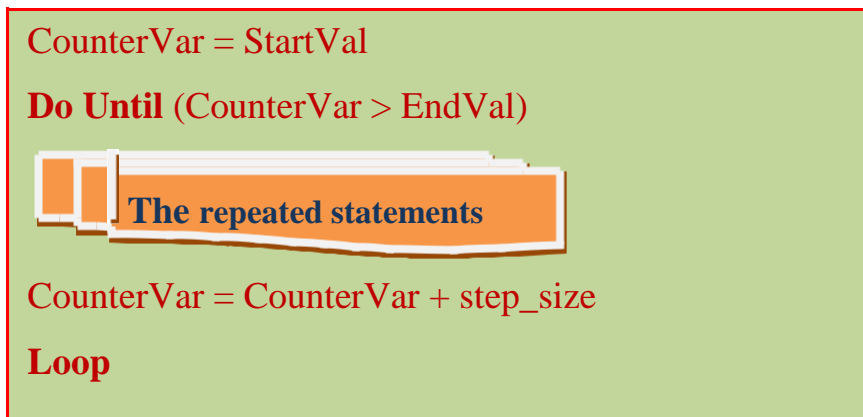 CounterVar = StartVal
Do Until (CounterVar > EndVal)
The repeated statements
CounterVar = CounterVar + step_size
Loop